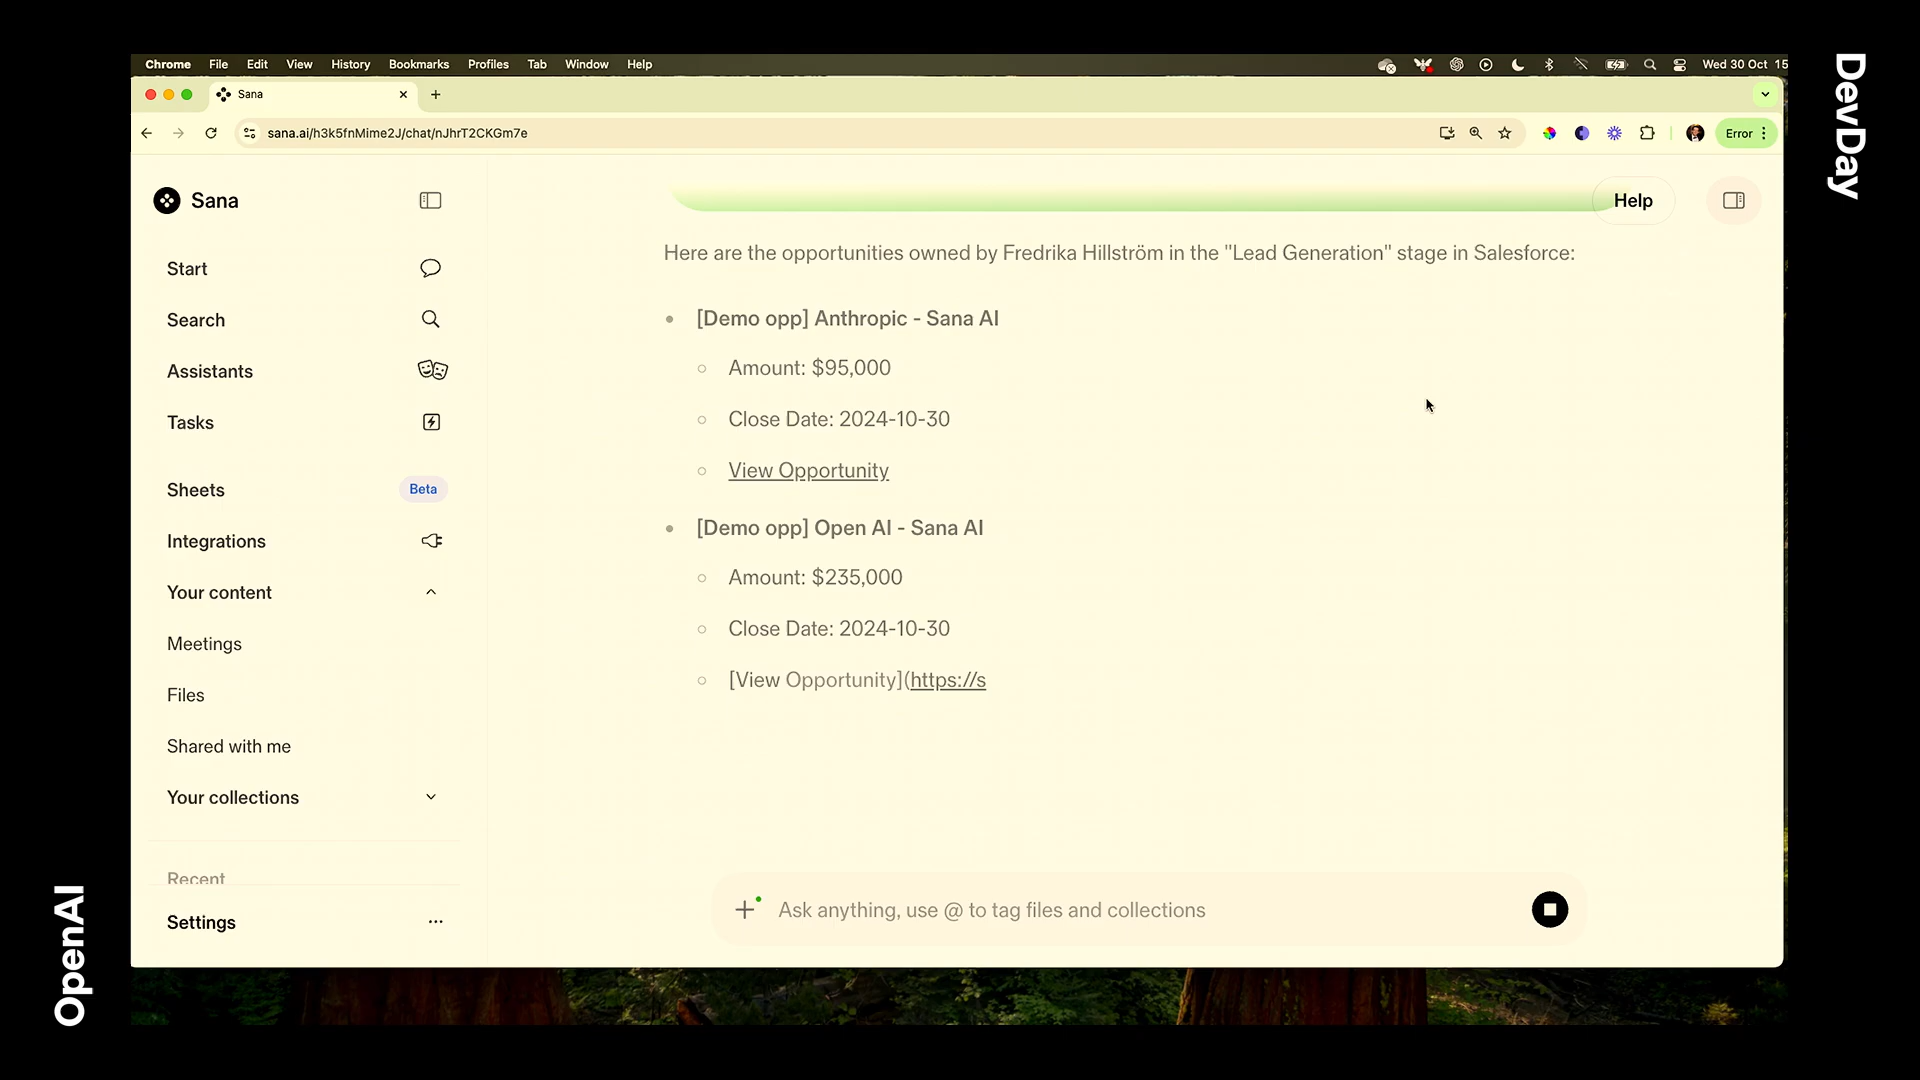 Chrome File Edit View History Bookmarks Profiles Tab Window Help Wed 30 Oct 15
Sana
sana.ai/h3k5fnMime2J/chat/nJhrT2CKGm7e Error
Sana
Help
Start
Search
Assistants
Tasks
Sheets Beta
Integrations
Your content
Meetings
Files
Shared with me
Your collections
Recent
Settings
Here are the opportunities owned by Fredrika Hillström in the "Lead Generation" stage in Salesforce:
[Demo opp] Anthropic - Sana AI
Amount: $95,000
Close Date: 2024-10-30
View Opportunity
[Demo opp] Open AI - Sana AI
Amount: $235,000
Close Date: 2024-10-30
[View Opportunity](https://s
Ask anything, use @ to tag files and collections
DevDay
OpenAI